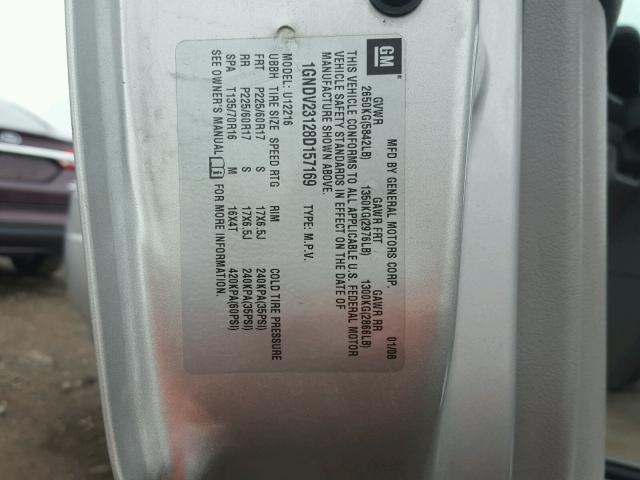 GM
MFD BY GENERAL MOTORS CORP. 01/08
GVWR GAWR FRT GAWR RR
2650KG(5842LB) 1350KG(2976LB) 1300KG(2866LB)
THIS VEHICLE CONFORMS TO ALL APPLICABLE U.S. FEDERAL MOTOR
VEHICLE SAFETY STANDARDS IN EFFECT ON THE DATE OF
MANUFACTURE SHOWN ABOVE.
1GNDV23128D157169 TYPE: M.P.V.
MODEL: U12216
UBBH TIRE SIZE SPEED RTG RIM COLD TIRE PRESSURE
FRT P225/60R17 S 17X6.5J 240KPA(35PSI)
RR P225/60R17 S 17X6.5J 240KPA(35PSI)
SPA T135/70R16 M 16X4T 420KPA(60PSI)
SEE OWNER'S MANUAL FOR MORE INFORMATION.